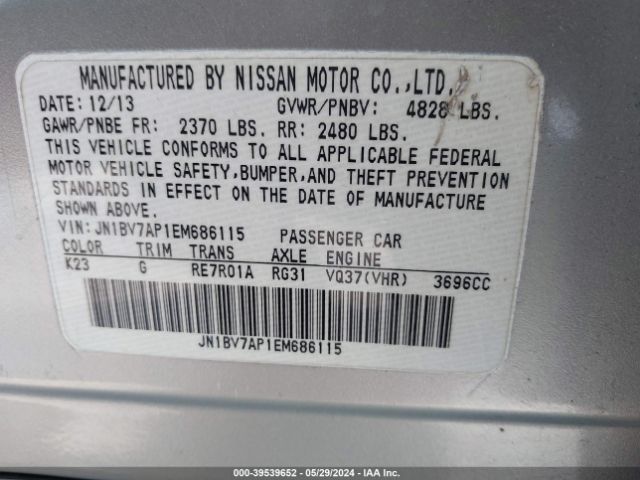 MANUFACTURED BY NISSAN MOTOR CO.,LTD.
DATE: 12/13 GVWR/PNBV: 4828 LBS.
GAWR/PNBE FR: 2370 LBS. RR: 2480 LBS.
THIS VEHICLE CONFORMS TO ALL APPLICABLE FEDERAL
MOTOR VEHICLE SAFETY,BUMPER,AND THEFT PREVENTION
STANDARDS IN EFFECT ON THE DATE OF MANUFACTURE
SHOWN ABOVE.
VIN: JN1BV7AP1EM686115 PASSENGER CAR
COLOR TRIM TRANS AXLE ENGINE
K23 G RE7R01A RG31 VQ37(VHR) 3696CC
JN1BV7AP1EM686115
000-39539652 - 05/29/2024 - IAA Inc.